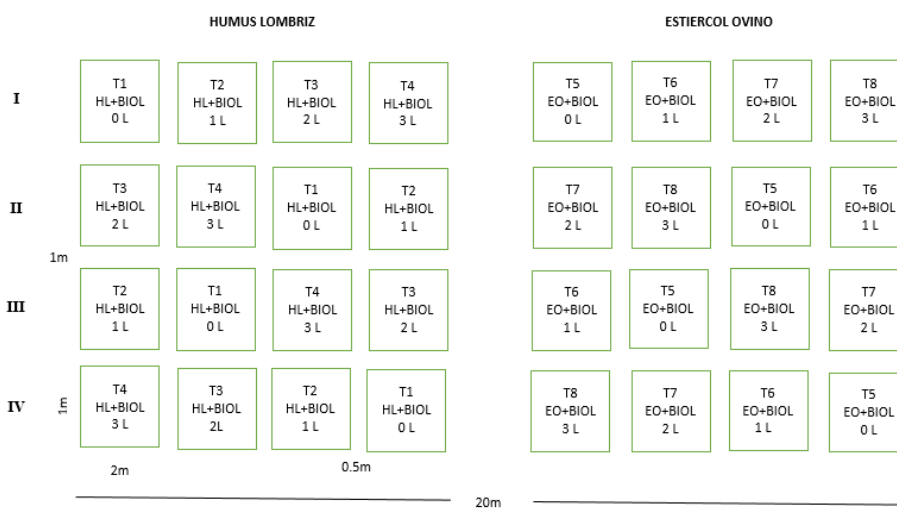 HUMUS LOMBRIZ
ESTIERCOL OVINO
I
T1
HL+BIOL
0 L
T2
HL+BIOL
1 L
T3
HL+BIOL
2 L
T4
HL+BIOL
3 L
T5
EO+BIOL
0 L
T6
EO+BIOL
1 L
T7
EO+BIOL
2 L
T8
EO+BIOL
3 L
II
T3
HL+BIOL
2 L
T4
HL+BIOL
3 L
T1
HL+BIOL
0 L
T2
HL+BIOL
1 L
T7
EO+BIOL
2 L
T8
EO+BIOL
3 L
T5
EO+BIOL
0 L
T6
EO+BIOL
1 L
1m
III
T2
HL+BIOL
1 L
T1
HL+BIOL
0 L
T4
HL+BIOL
3 L
T3
HL+BIOL
2 L
T6
EO+BIOL
1 L
T5
EO+BIOL
0 L
T8
EO+BIOL
3 L
T7
EO+BIOL
2 L
IV
1m
T4
HL+BIOL
3 L
T3
HL+BIOL
2L
T2
HL+BIOL
1 L
T1
HL+BIOL
0 L
T8
EO+BIOL
3 L
T7
EO+BIOL
2 L
T6
EO+BIOL
1 L
T5
EO+BIOL
0 L
2m
0.5m
20m